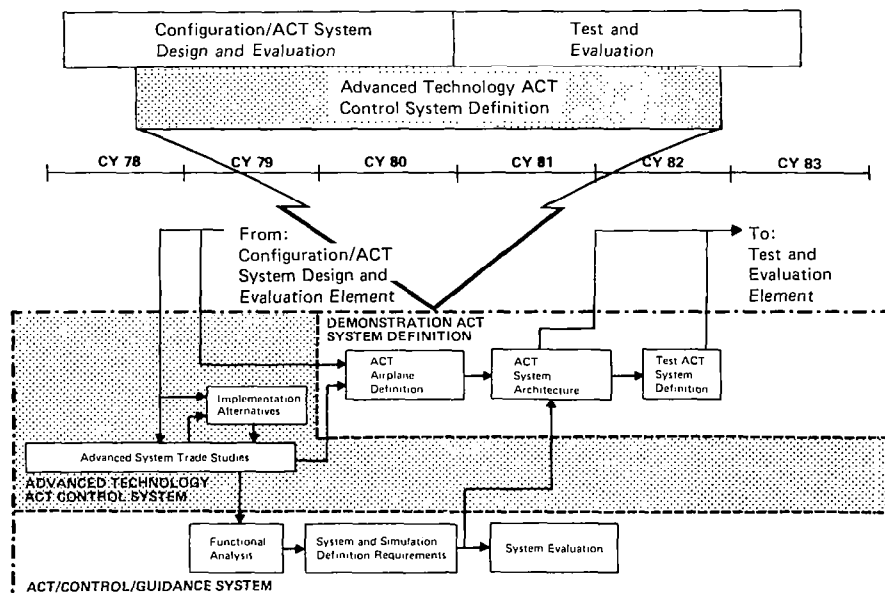 Configuration/ACT System
Design and Evaluation
Test and
Evaluation
Advanced Technology ACT
Control System Definition
CY 78
CY 79
CY 80
CY 81
CY 82
CY 83
From:
Configuration/ACT
System Design and
Evaluation Element
To:
Test and
Evaluation
Element
DEMONSTRATION ACT
SYSTEM DEFINITION
ACT
Airplane
Definition
ACT
System
Architecture
Test ACT
System
Definition
Implementation
Alternatives
Advanced System Trade Studies
ADVANCED TECHNOLOGY
ACT CONTROL SYSTEM
Functional
Analysis
System and Simulation
Definition Requirements
System Evaluation
ACT/CONTROL/GUIDANCE SYSTEM